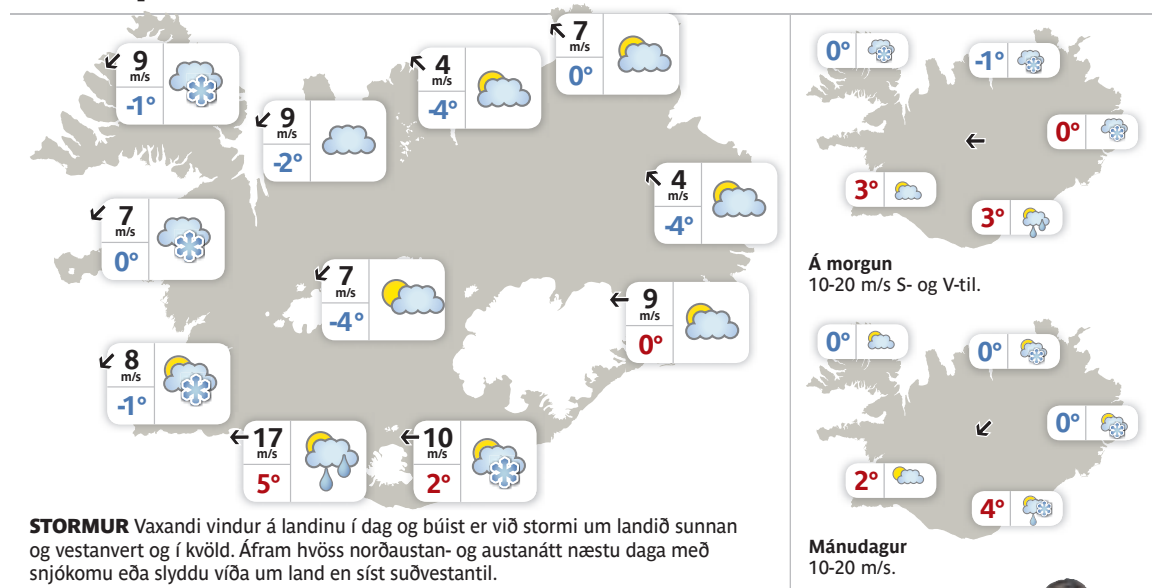 9
m/s
-1°
9
m/s
-2°
4
m/s
-4°
7
m/s
0°
7
m/s
0°
7
m/s
-4°
4
m/s
-4°
9
m/s
0°
8
m/s
-1°
17
m/s
5°
10
m/s
2°
STORMUR Vaxandi vindur á landinu í dag og búist er við stormi um landið sunnan
og vestanvert og í kvöld. Áfram hvöss norðaustan- og austanátt næstu daga með
snjókomu eða slyddu víða um land en síst suðvestantil.
0°
-1°
0°
3°
3°
Á morgun
10-20 m/s S- og V-til.
0°
0°
0°
2°
4°
Mánudagur
10-20 m/s.